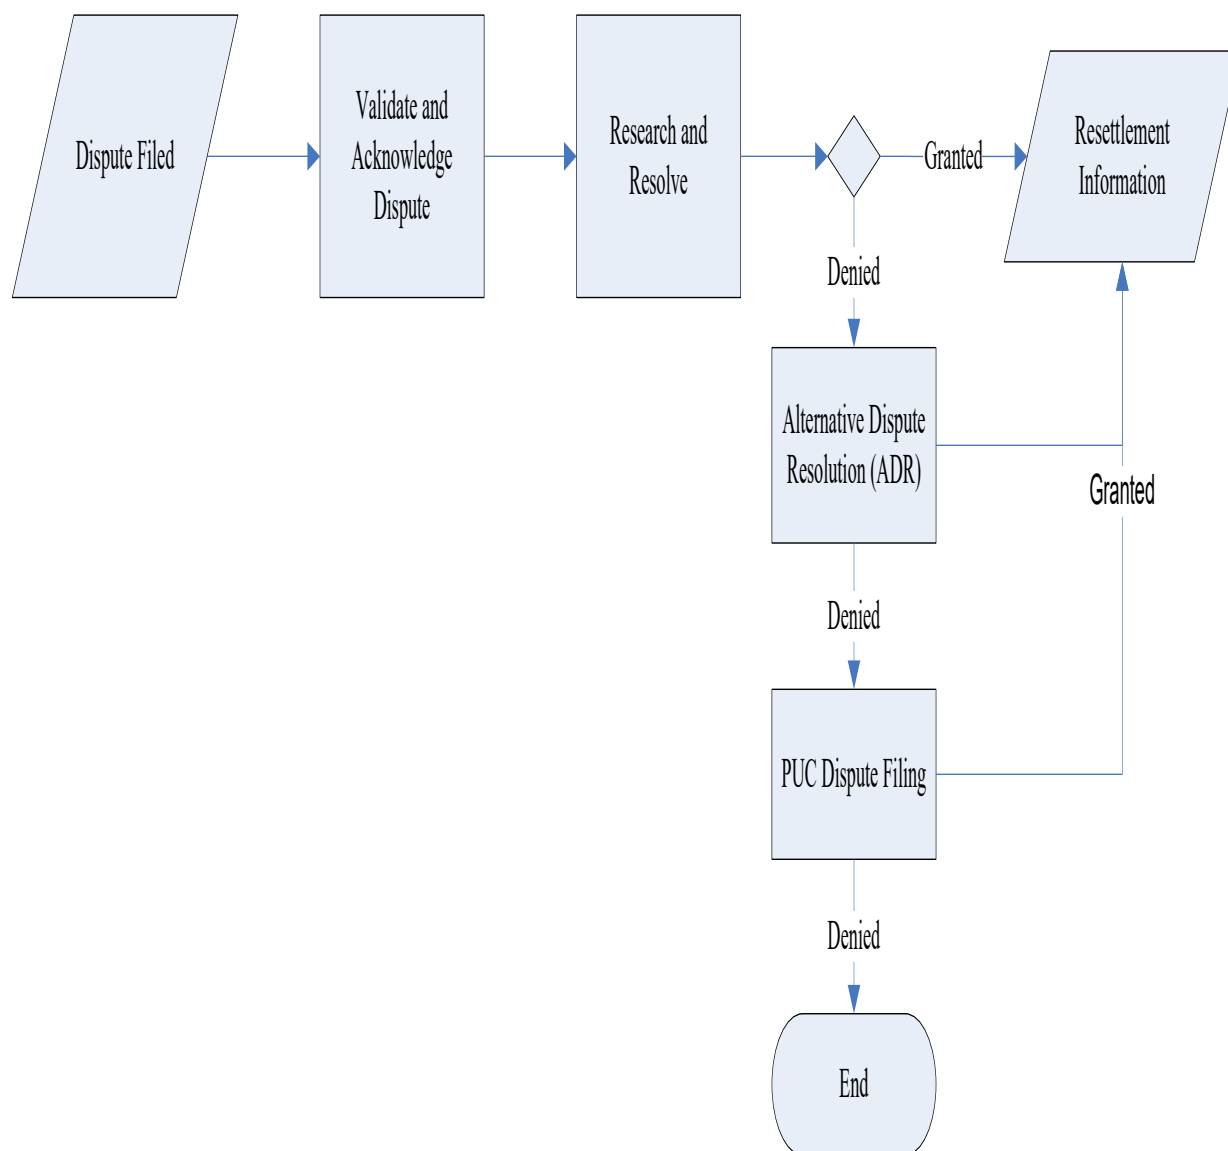 Dispute Filed
Validate and
Acknowledge
Dispute
Research and
Resolve
Granted
Resettlement
Information
Denied
Alternative Dispute
Resolution (ADR)
Granted
Denied
PUC Dispute Filing
Denied
End